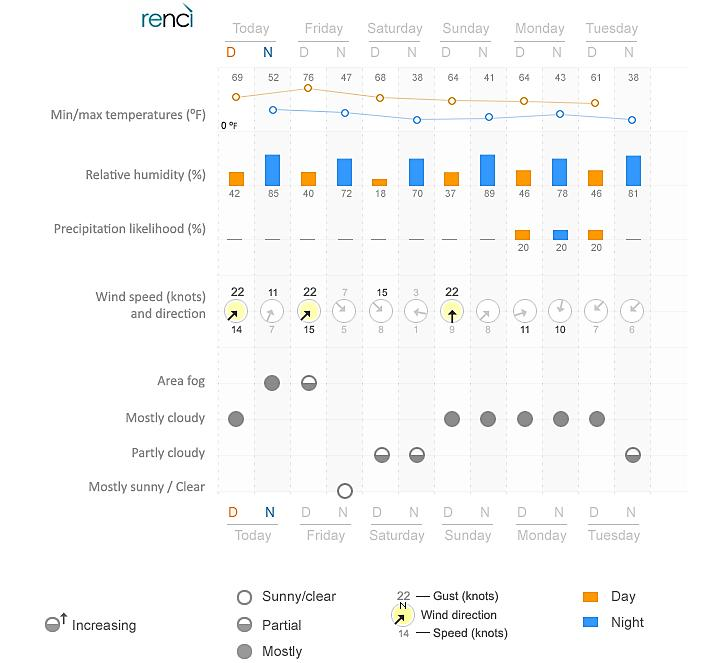 rencі
Today Friday Saturday Sunday Monday Tuesday
D N D N D N D N D N D N
69 52 76 47 68 38 64 41 64 43 61 38
Min/max temperatures (°F)
0 °F
Relative humidity (%)
42 85 40 72 18 70 37 89 46 78 46 81
Precipitation likelihood (%)
20 20 20
22 11 22 7 15 3 22
Wind speed (knots)
and direction
14 7 15 5 8 1 9 8 11 10 7 6
Area fog
Mostly cloudy
Partly cloudy
Mostly sunny / Clear
D N D N D N D N D N D N
Today Friday Saturday Sunday Monday Tuesday
Increasing
Sunny/clear
Partial
Mostly
22 — Gust (knots)
N
Wind direction
14 — Speed (knots)
Day
Night